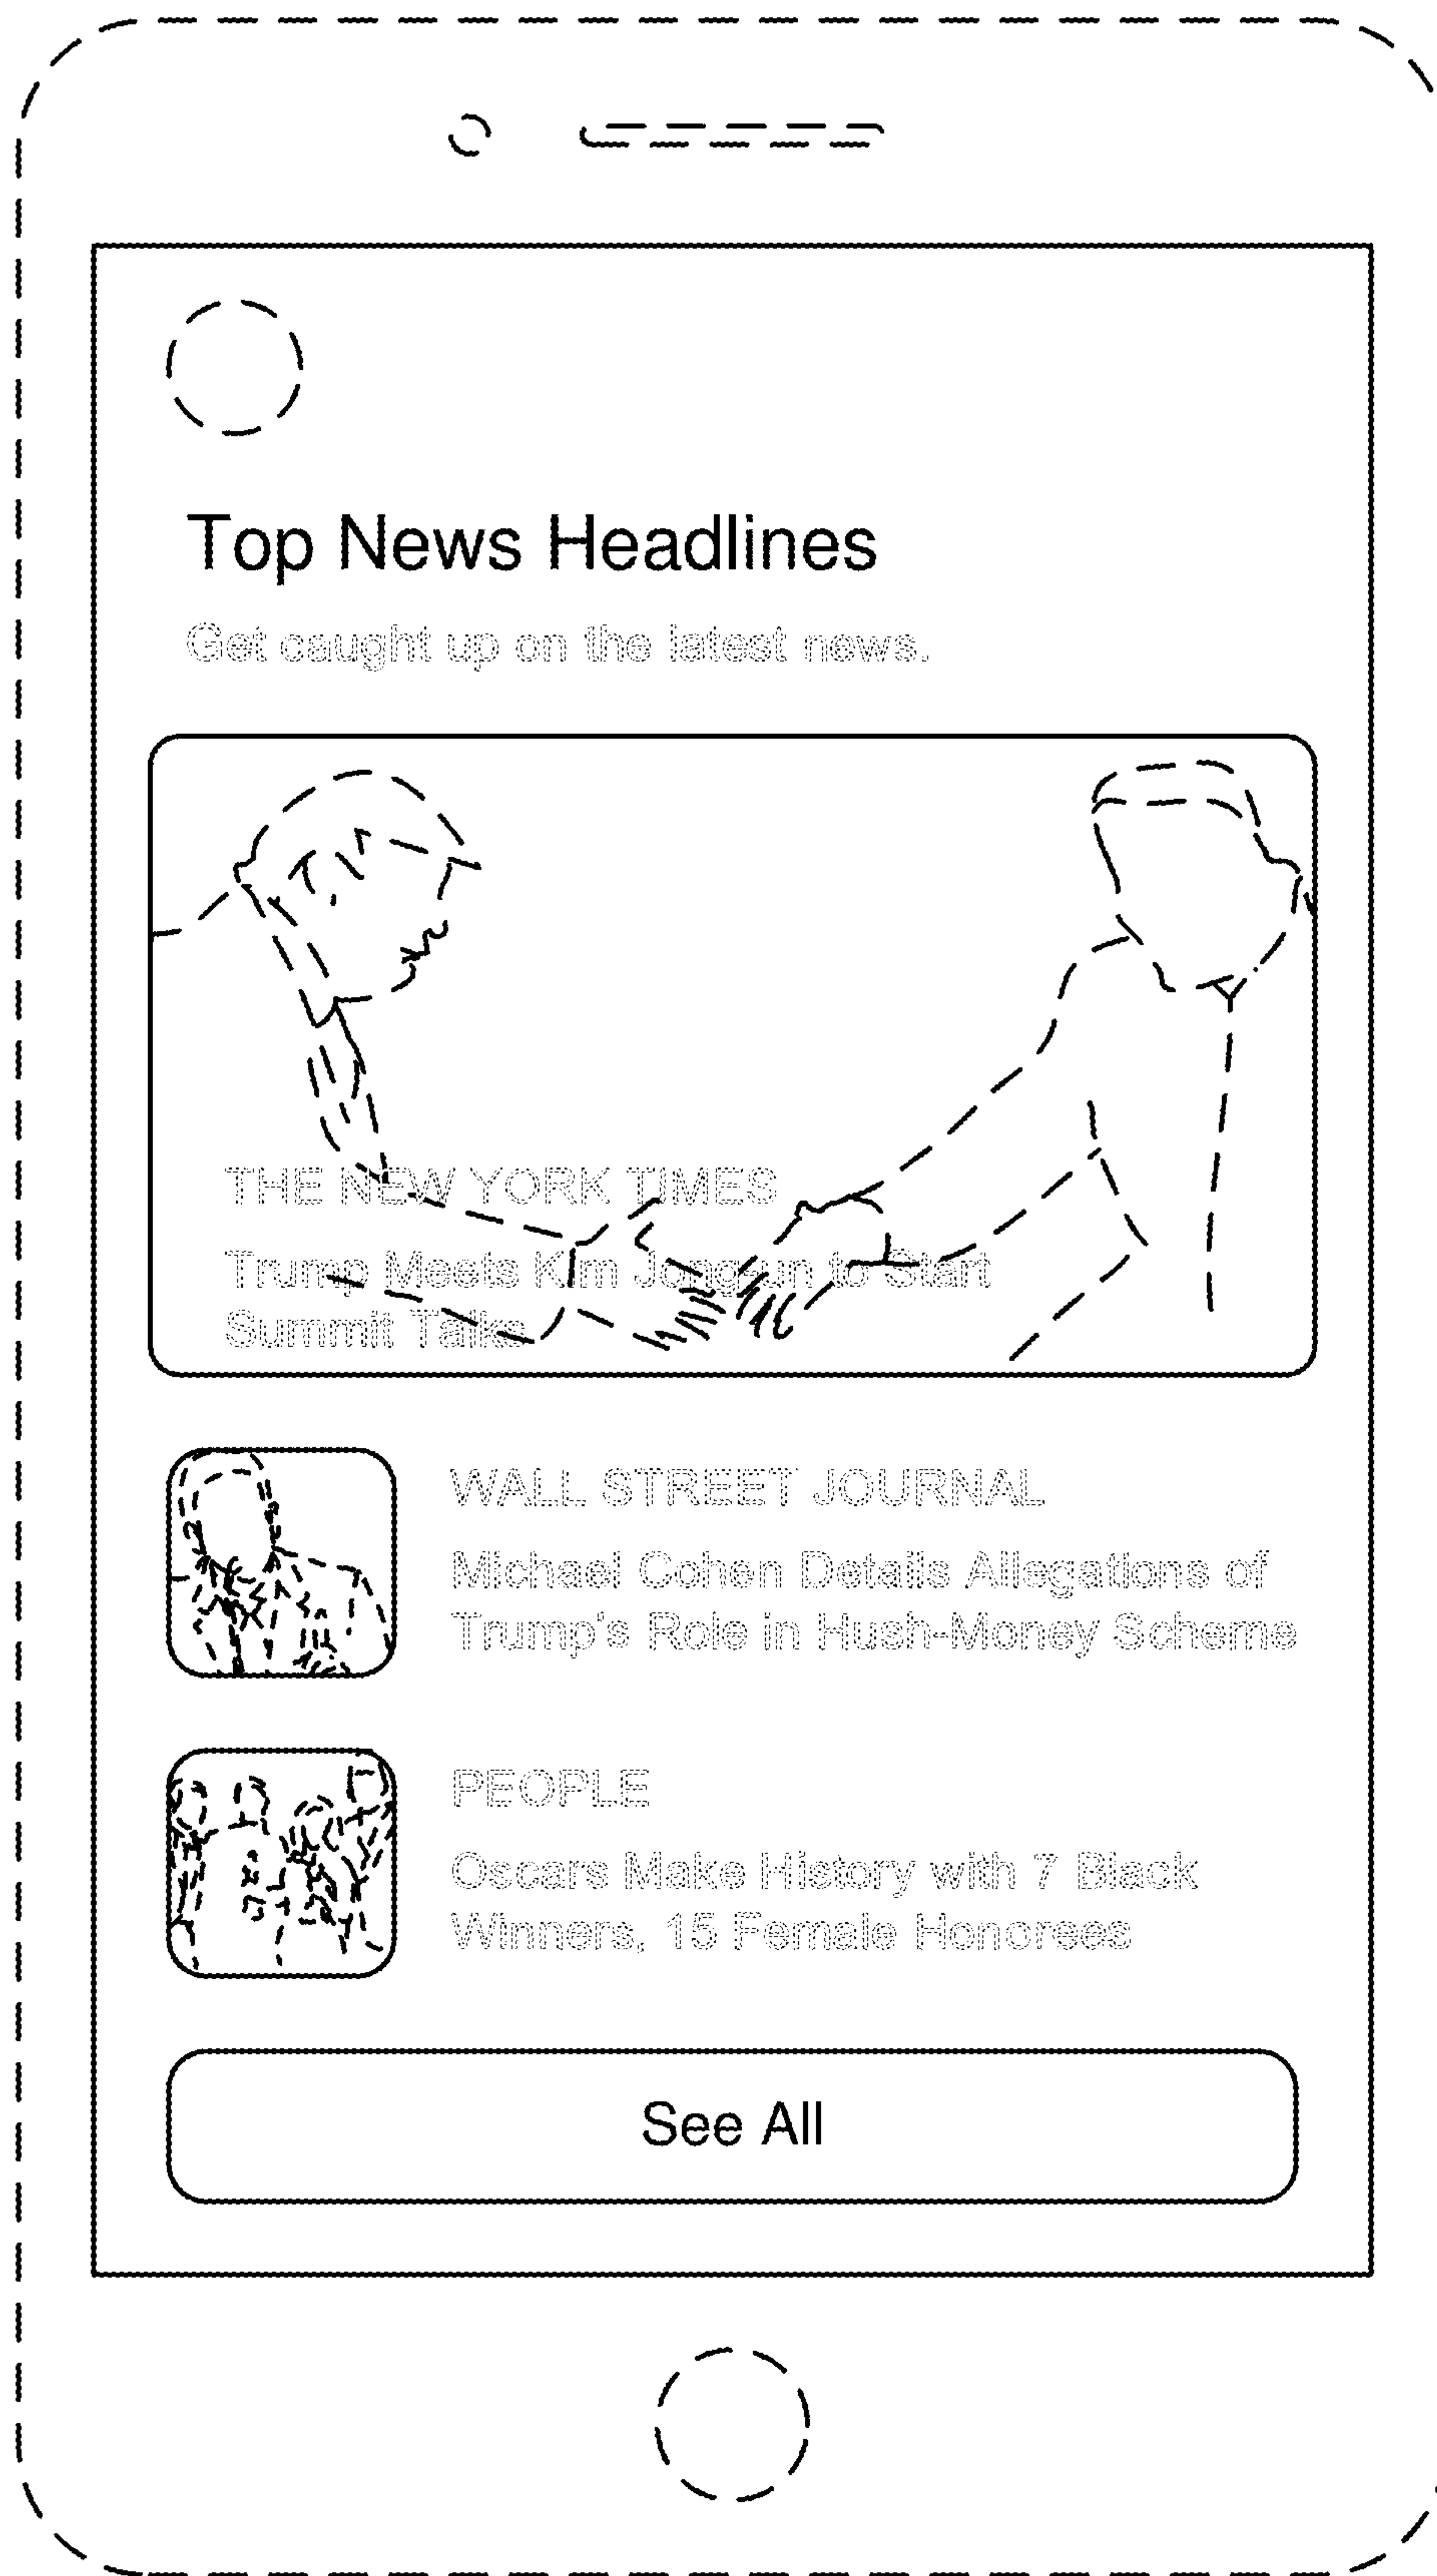 Top News Headlines
Get caught up on the latest news.
THE NEW YORK TIMES
Trump Meets Kim Jong-un to Start
Summit Talks
WALL STREET JOURNAL
Michael Cohen Details Allegations of
Trump's Role in Hush-Money Scheme
PEOPLE
Oscars Make History with 7 Black
Winners, 15 Female Honorees
See All